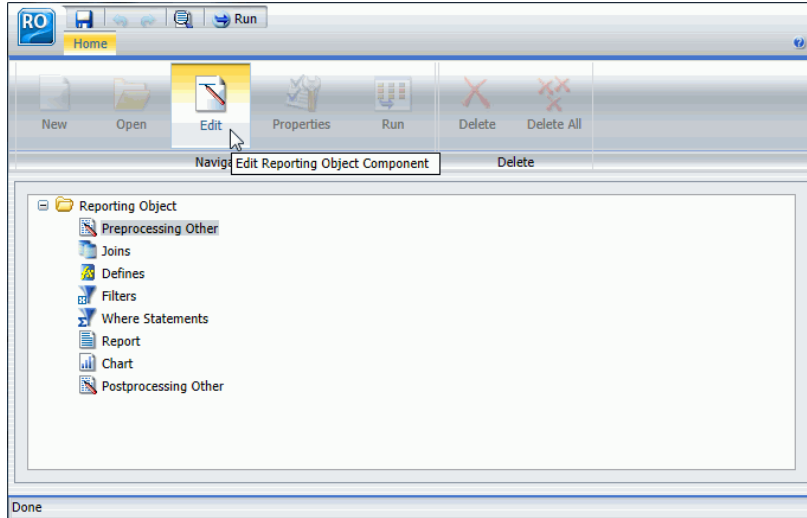 RO
Run
Home
New Open Edit Properties Run Delete Delete All
Naviga Edit Reporting Object Component Delete
Reporting Object
Preprocessing Other
Joins
Defines
Filters
Where Statements
Report
Chart
Postprocessing Other
Done